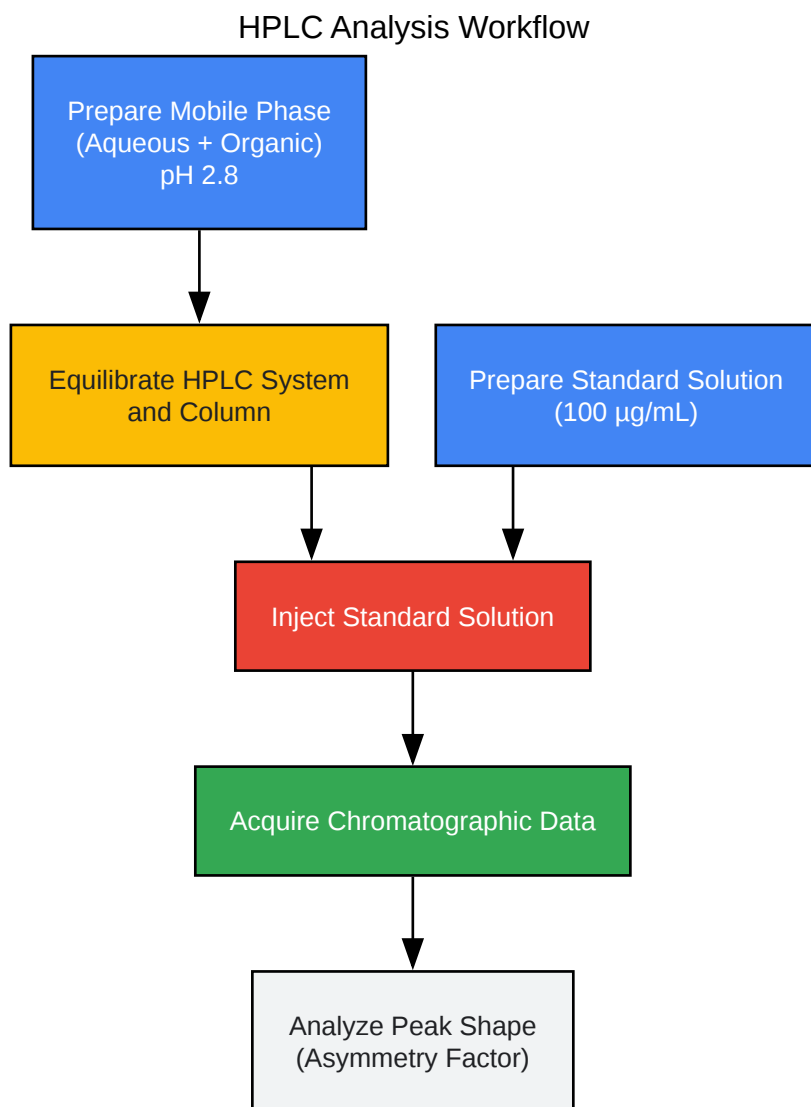 HPLC Analysis Workflow
Prepare Mobile Phase
(Aqueous + Organic)
pH 2.8
Equilibrate HPLC System
and Column
Prepare Standard Solution
(100 µg/mL)
Inject Standard Solution
Acquire Chromatographic Data
Analyze Peak Shape
(Asymmetry Factor)